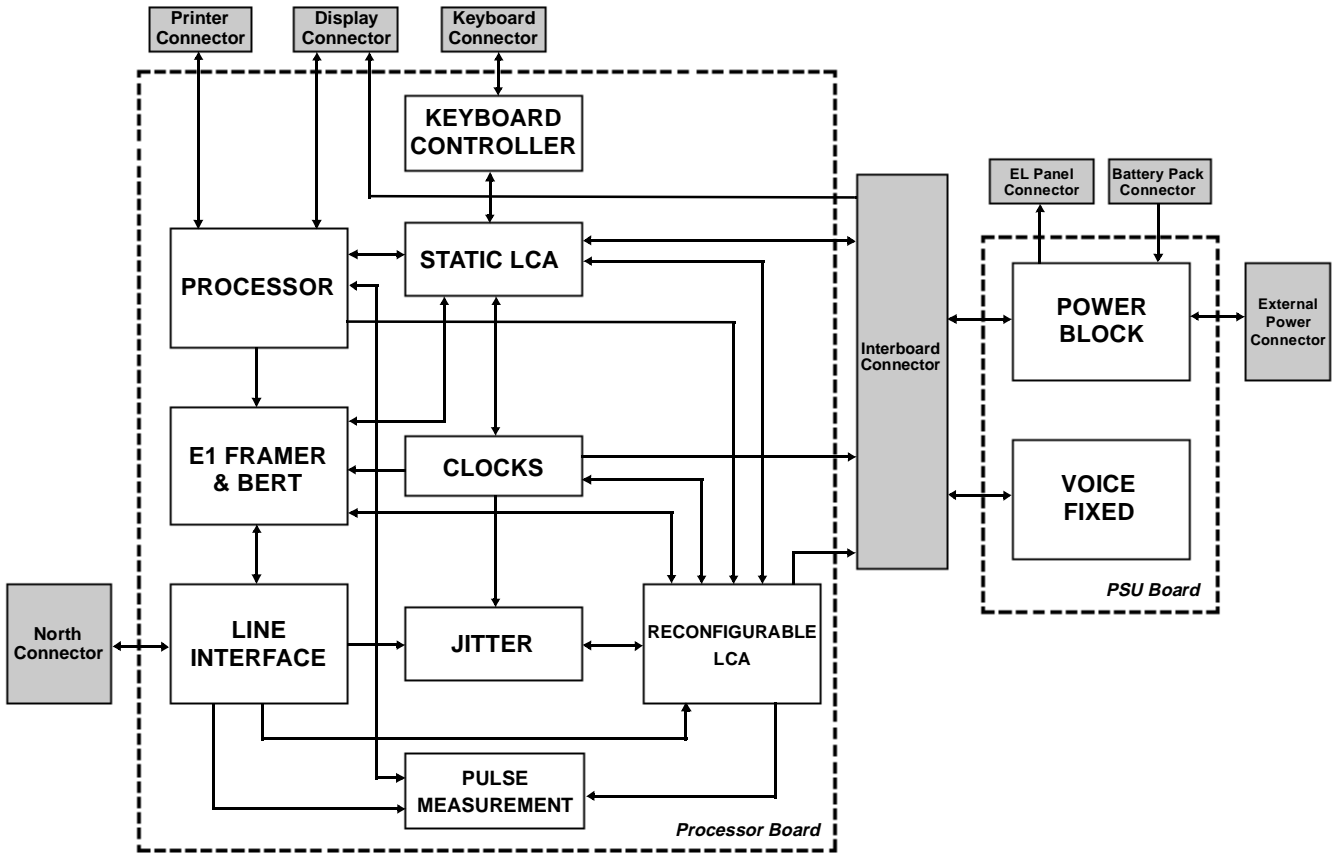 Printer
Connector
Display
Connector
Keyboard
Connector
KEYBOARD
CONTROLLER
EL Panel
Connector
Battery Pack
Connector
PROCESSOR
STATIC LCA
Interboard
Connector
POWER
BLOCK
External
Power
Connector
E1 FRAMER
& BERT
CLOCKS
VOICE
FIXED
PSU Board
North
Connector
LINE
INTERFACE
JITTER
RECONFIGURABLE
LCA
PULSE
MEASUREMENT
Processor Board